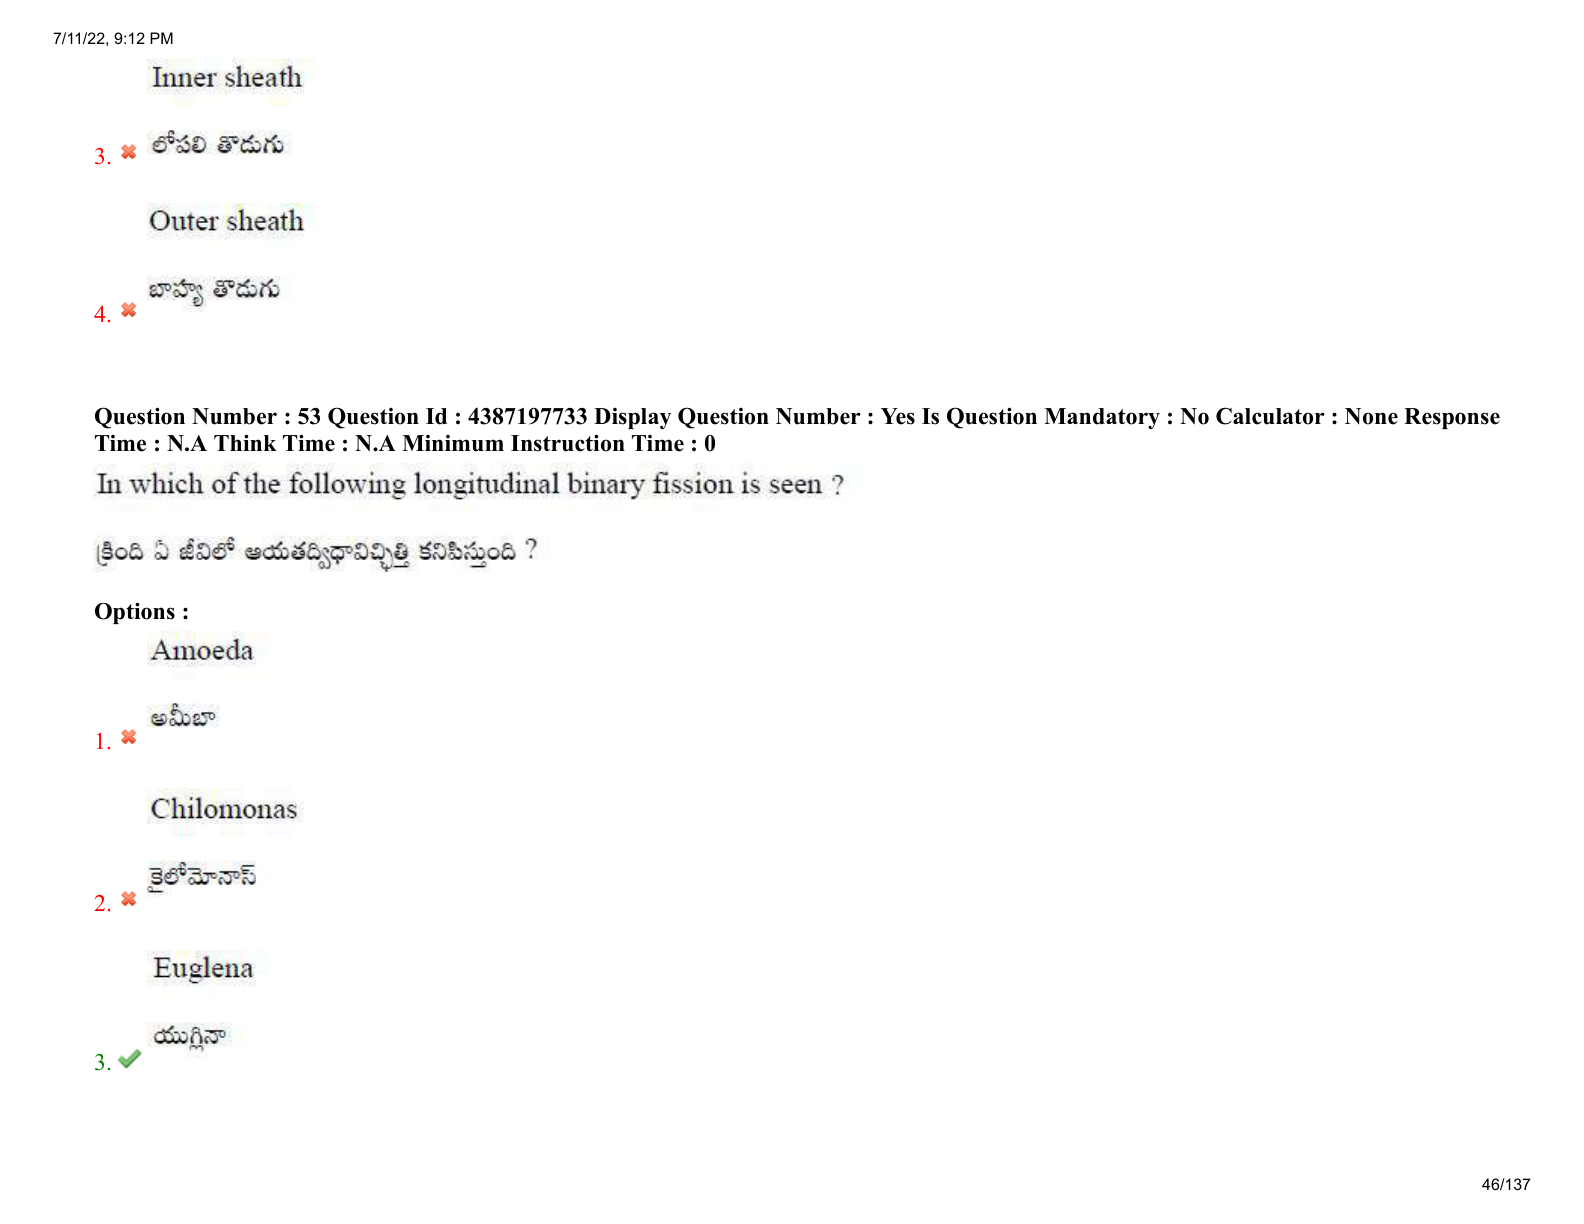 7/11/22, 9:12 PM
Inner sheath
3. లోపలి తొడుగు
Outer sheath
బాహ్య తొడుగు
4.
Question Number : 53 Question Id : 4387197733 Display Question Number : Yes Is Question Mandatory : No Calculator : None Response
Time : N.A Think Time : N.A Minimum Instruction Time : 0
In which of the following longitudinal binary fission is seen ?
క్రింది ఏ జీవిలో ఆయతద్విధావిచ్ఛిత్తి కనిపిస్తుంది ?
Options :
Amoeda
అమీబా
1.
Chilomonas
కైలోమోనాస్
2.
Euglena
యుగ్లినా
3.
46/137